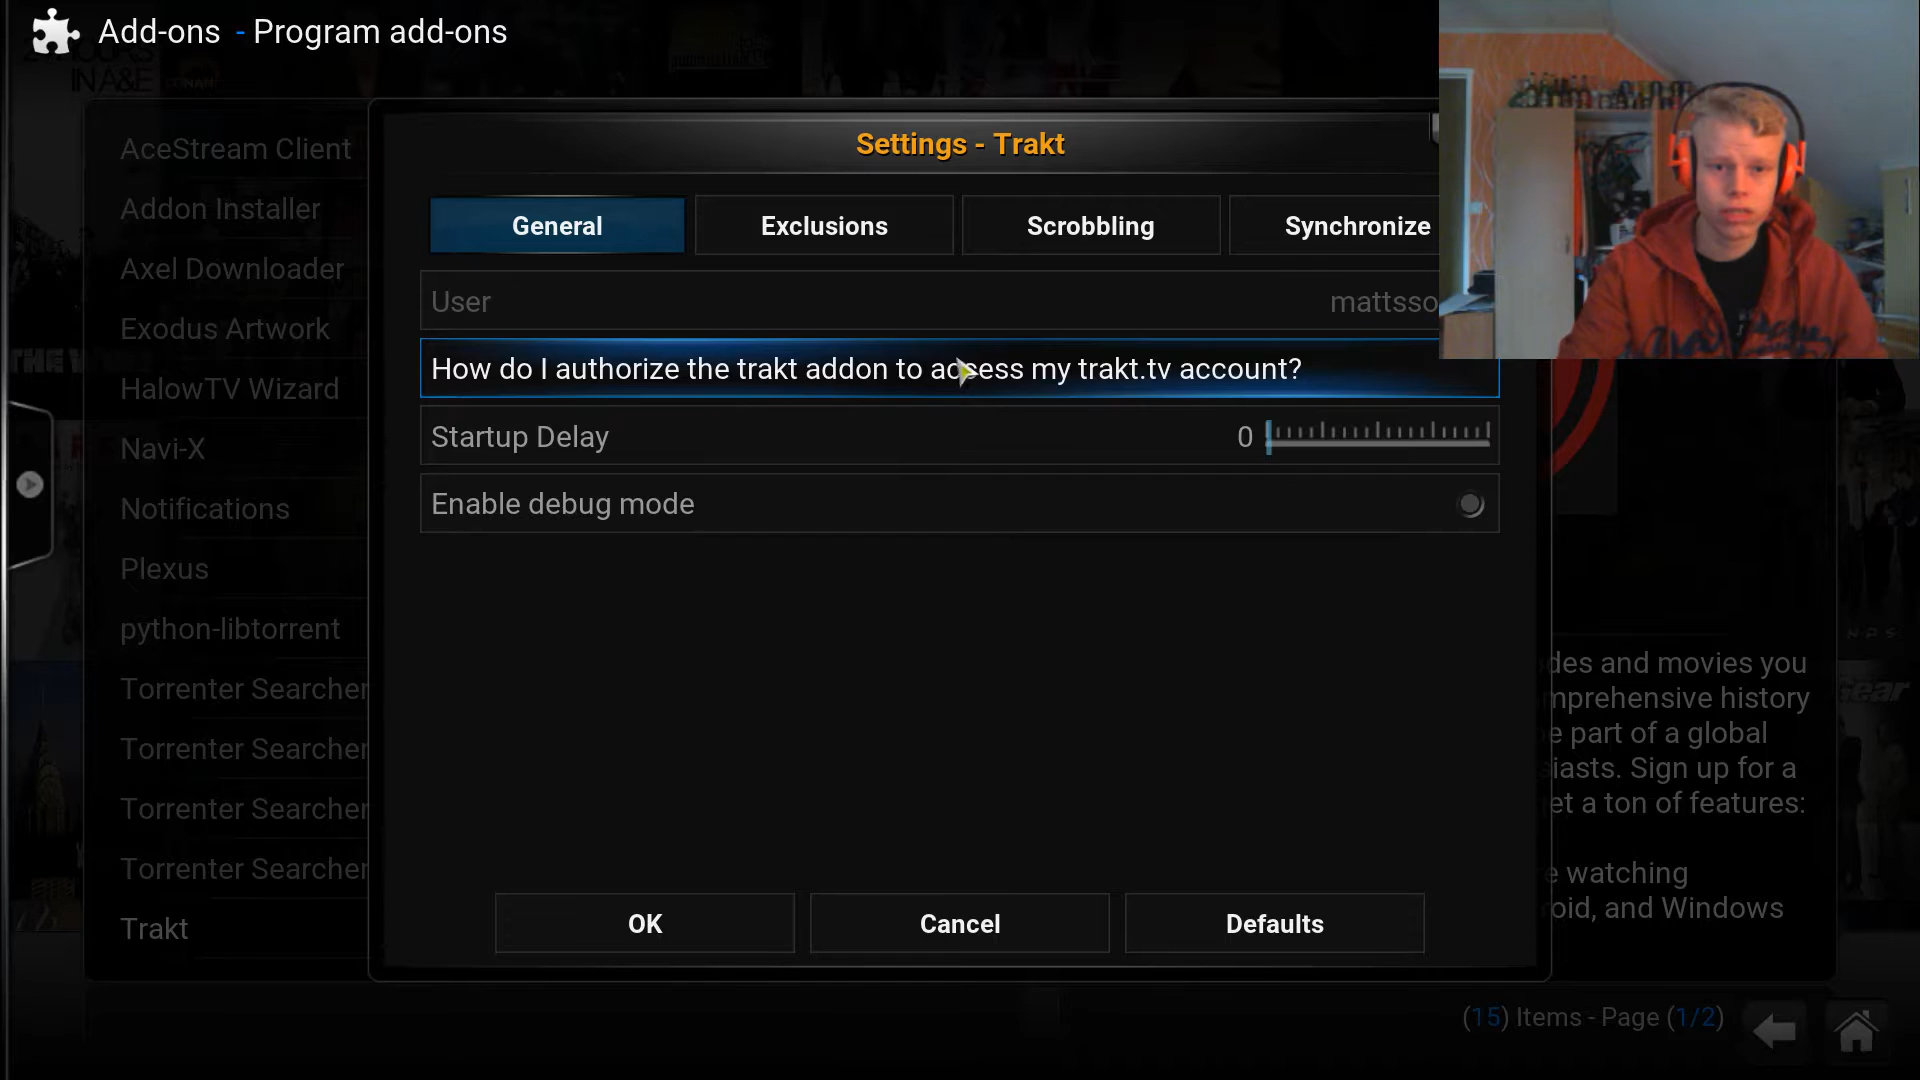 Add-ons - Program add-ons
IN A&E
CONAN
AceStream Client
Addon Installer
Axel Downloader
Exodus Artwork
HalowTV Wizard
Navi-X
Notifications
Plexus
python-libtorrent
Torrenter Searcher
Torrenter Searcher
Torrenter Searcher
Torrenter Searcher
Trakt
Settings - Trakt
General
Exclusions
Scrobbling
Synchronize
User
mattsso
How do I authorize the trakt addon to access my trakt.tv account?
Startup Delay
0
Enable debug mode
OK
Cancel
Defaults
des and movies you
mprehensive history
e part of a global
iasts. Sign up for a
et a ton of features:
e watching
oid, and Windows
(15) Items - Page (1/2)